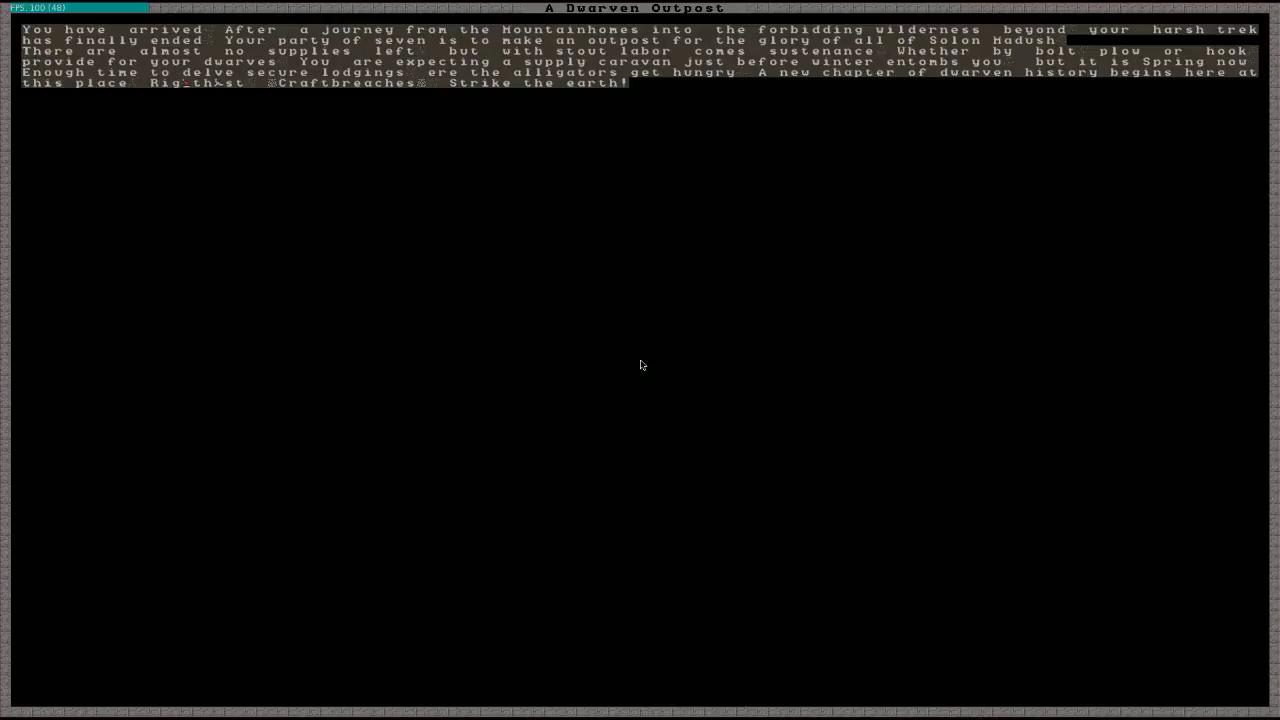 FPS: 100 (48)
A Dwarven Outpost
You have arrived After a journey from the Mountainhomes into the forbidding wilderness beyond your harsh trek
has finally ended Your party of seven is to make an outpost for the glory of all of Solon Hadush
There are almost no supplies left but with stout labor comes sustenance Whether by bolt plow or hook
provide for your dwarves You are expecting a supply caravan just before winter entombs you but it is Spring now
Enough time to delve secure lodgings ere the alligators get hungry A new chapter of dwarven history begins here at
this place Craftbreaches Strike the earth!